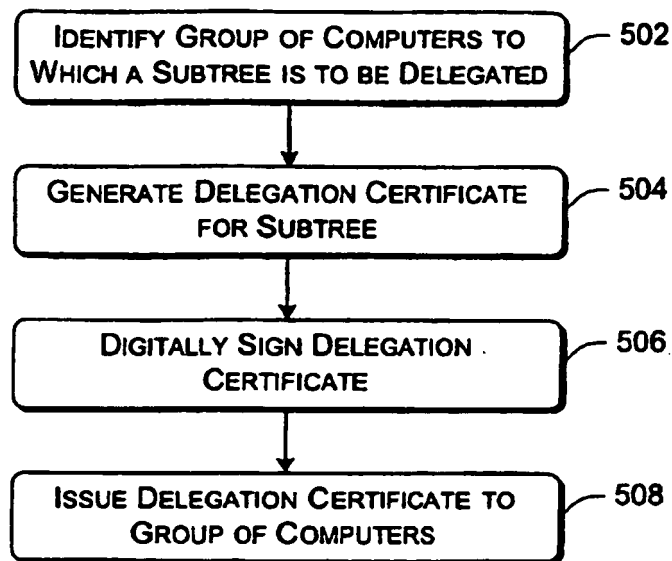 IDENTIFY GROUP OF COMPUTERS TO
WHICH A SUBTREE IS TO BE DELEGATED
502
GENERATE DELEGATION CERTIFICATE
FOR SUBTREE
504
DIGITALLY SIGN DELEGATION
CERTIFICATE
506
ISSUE DELEGATION CERTIFICATE TO
GROUP OF COMPUTERS
508